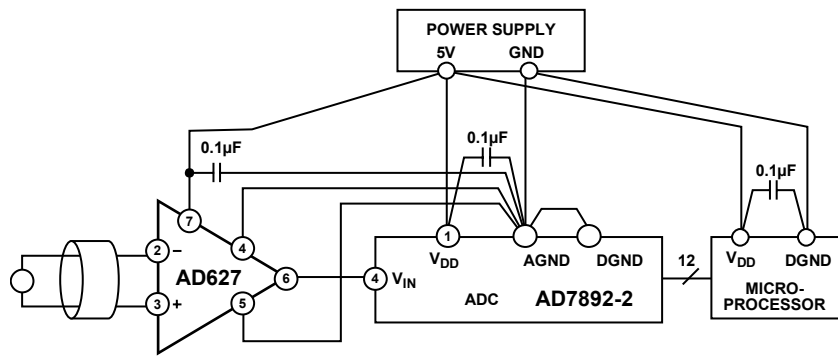 POWER SUPPLY
5V GND
0.1µF
0.1µF
0.1µF
7
2 –
4
AD627
6
3 +
5
1
VDD
AGND
DGND
4 VIN
ADC AD7892-2
12
VDD DGND
MICRO-
PROCESSOR